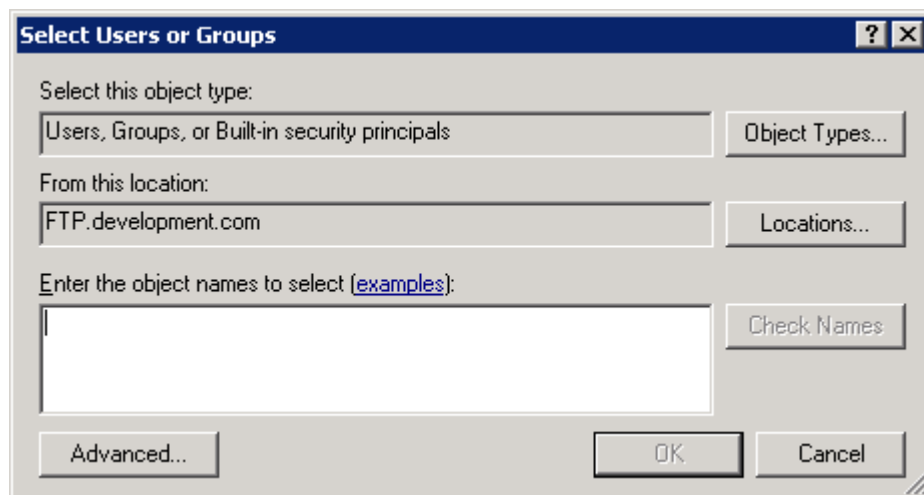 Select Users or Groups
Select this object type:
Users, Groups, or Built-in security principals
Object Types...
From this location:
FTP.development.com
Locations...
Enter the object names to select (examples):
Check Names
Advanced...
OK
Cancel